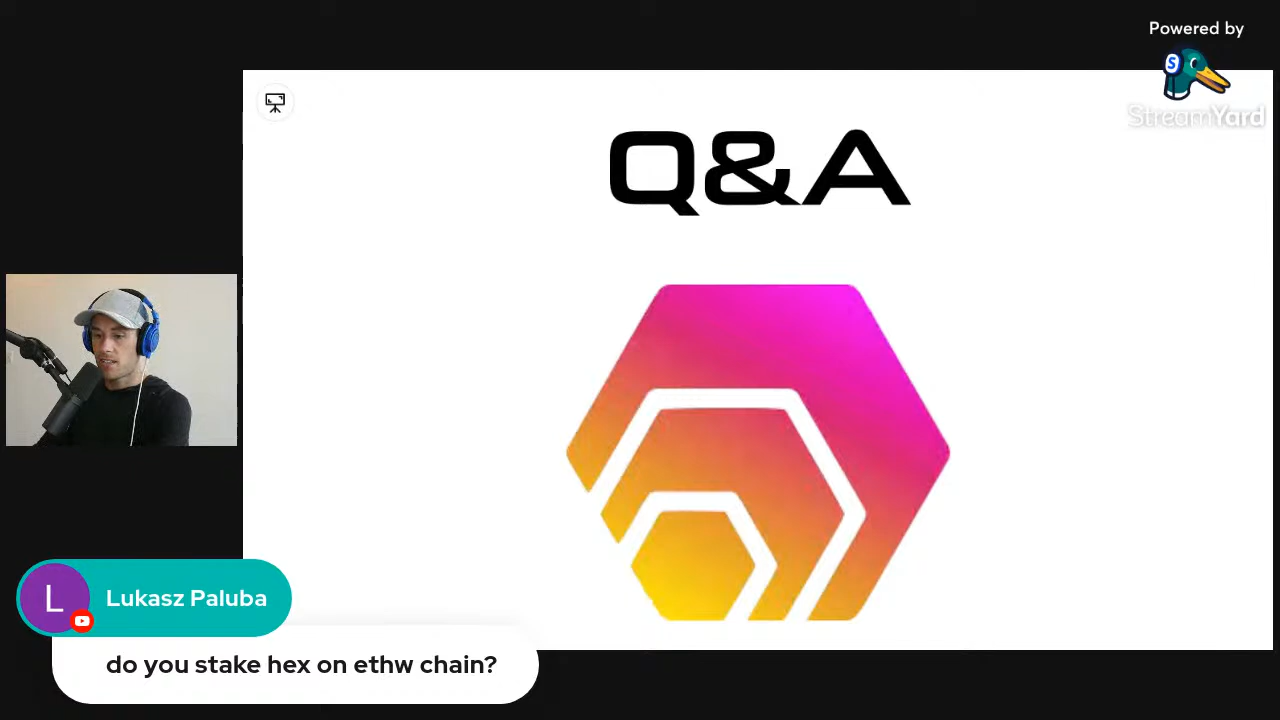 Powered by
S
StreamYard
Q&A
L
Lukasz Paluba
do you stake hex on ethw chain?